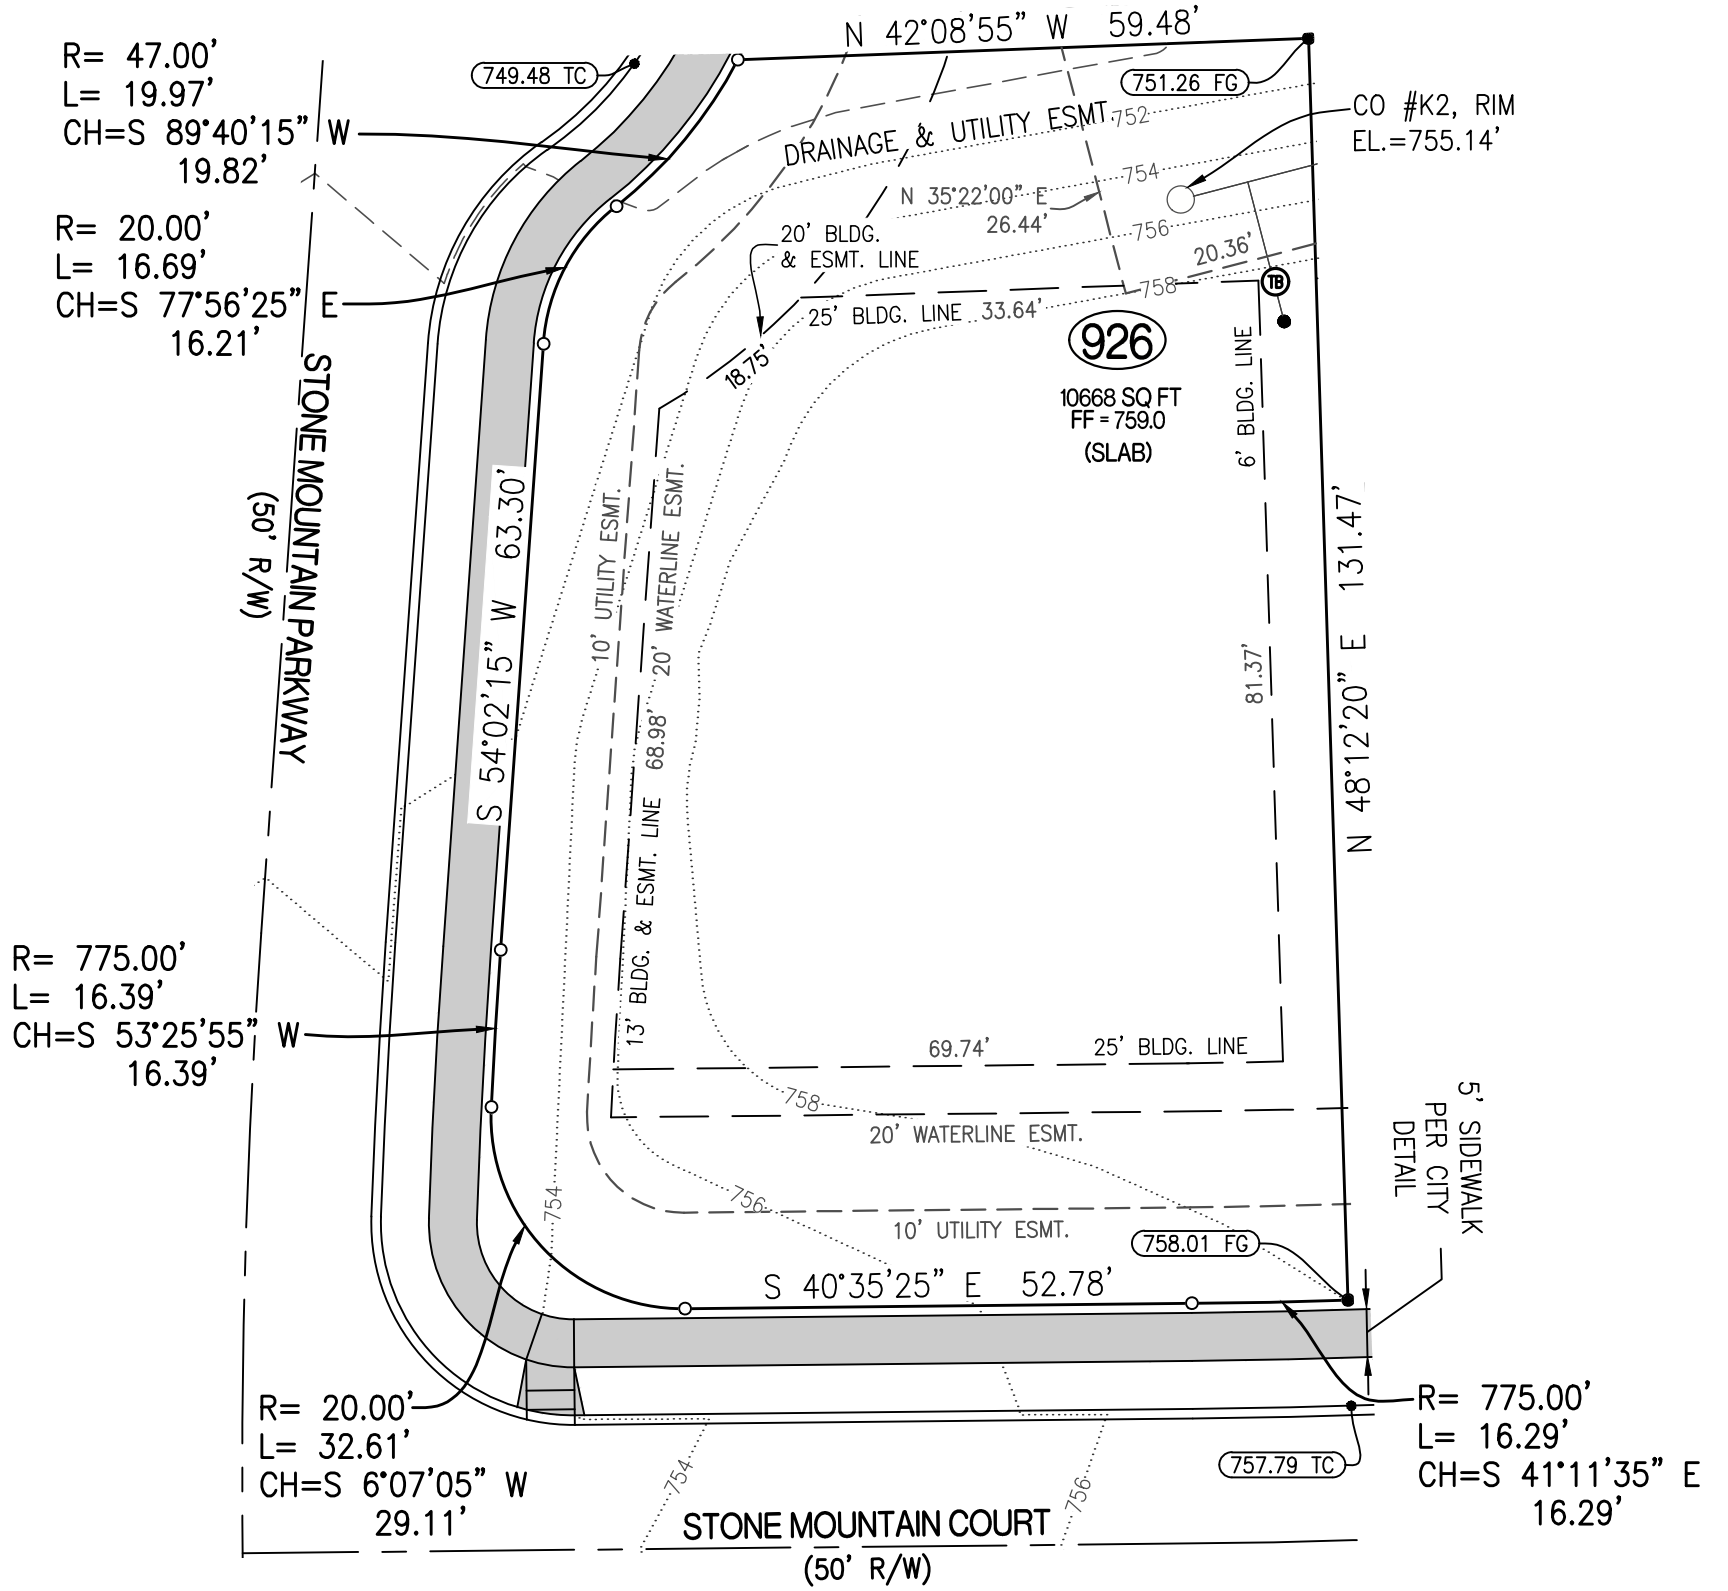 N 42°08'55" W 59.48'
R= 47.00'
L= 19.97'
CH=S 89°40'15" W
19.82'
749.48 TC
751.26 FG
CO #K2, RIM
EL.=755.14'
DRAINAGE & UTILITY ESMT.
752
754
N 35°22'00" E
26.44'
756
20.36'
758
TB
R= 20.00'
L= 16.69'
CH=S 77°56'25" E
16.21'
20' BLDG.
& ESMT. LINE
25' BLDG. LINE 33.64'
18.75'
926
10668 SQ FT
FF = 759.0
(SLAB)
6' BLDG. LINE
81.37'
N 48°12'20" E 131.47'
STONE MOUNTAIN PARKWAY
(50' R/W)
S 54°02'15" W 63.30'
10' UTILITY ESMT.
20' WATERLINE ESMT.
13' BLDG. & ESMT. LINE 68.98'
R= 775.00'
L= 16.39'
CH=S 53°25'55" W
16.39'
69.74' 25' BLDG. LINE
758
20' WATERLINE ESMT.
756
754
10' UTILITY ESMT.
758.01 FG
5' SIDEWALK
PER CITY
DETAIL
S 40°35'25" E 52.78'
R= 20.00'
L= 32.61'
CH=S 6°07'05" W
29.11'
R= 775.00'
L= 16.29'
CH=S 41°11'35" E
16.29'
757.79 TC
754
756
STONE MOUNTAIN COURT
(50' R/W)